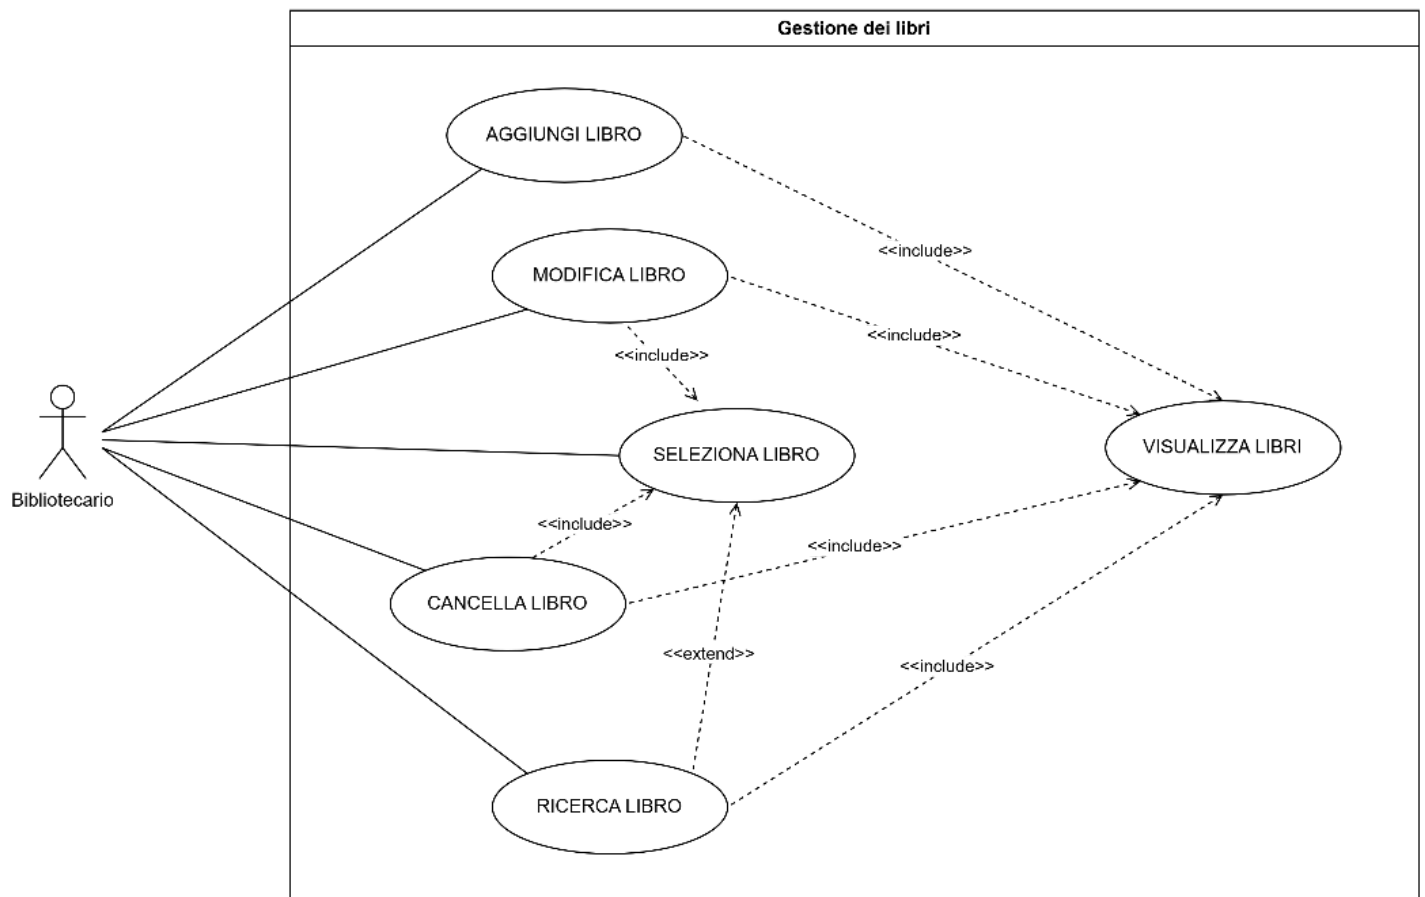 Gestione dei libri
AGGIUNGI LIBRO
<<include>>
MODIFICA LIBRO
<<include>>
<<include>>
SELEZIONA LIBRO
VISUALIZZA LIBRI
Bibliotecario
<<include>>
<<include>>
CANCELLA LIBRO
<<extend>>
<<include>>
RICERCA LIBRO